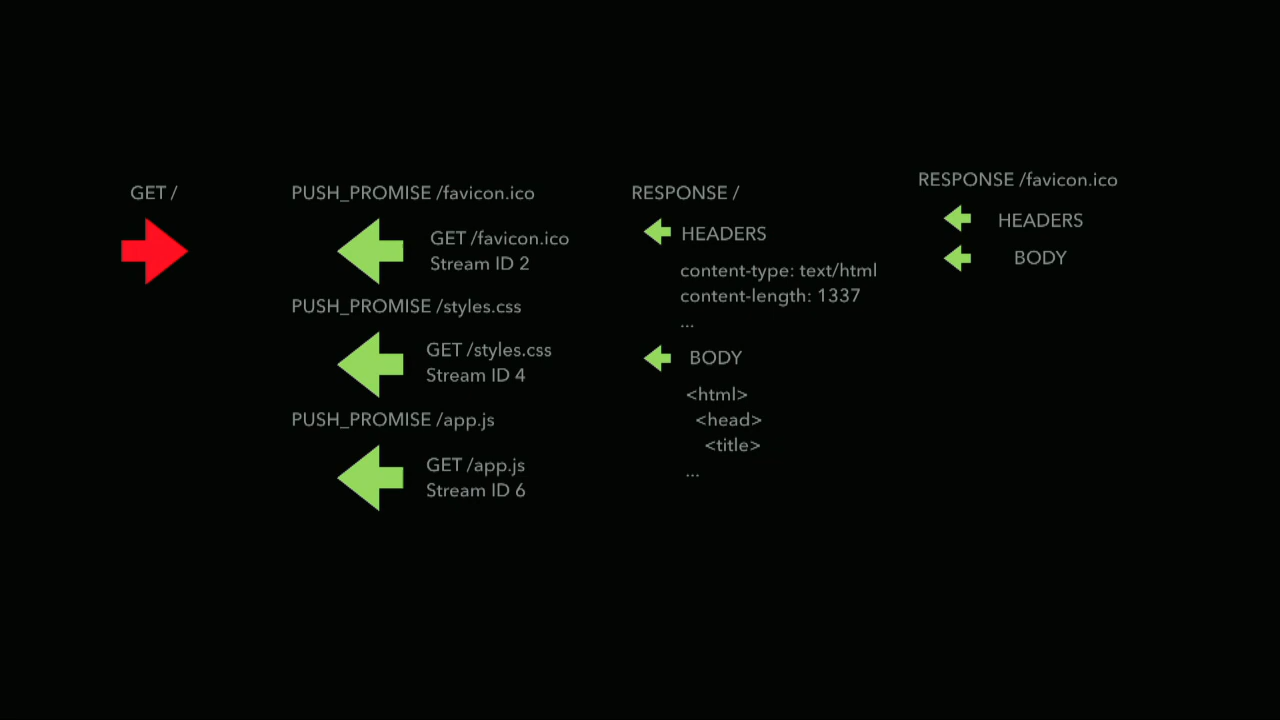 GET /
PUSH_PROMISE /favicon.ico
GET /favicon.ico
Stream ID 2
PUSH_PROMISE /styles.css
GET /styles.css
Stream ID 4
PUSH_PROMISE /app.js
GET /app.js
Stream ID 6
RESPONSE /
HEADERS
content-type: text/html
content-length: 1337
...
BODY
<html>
<head>
<title>
...
RESPONSE /favicon.ico
HEADERS
BODY